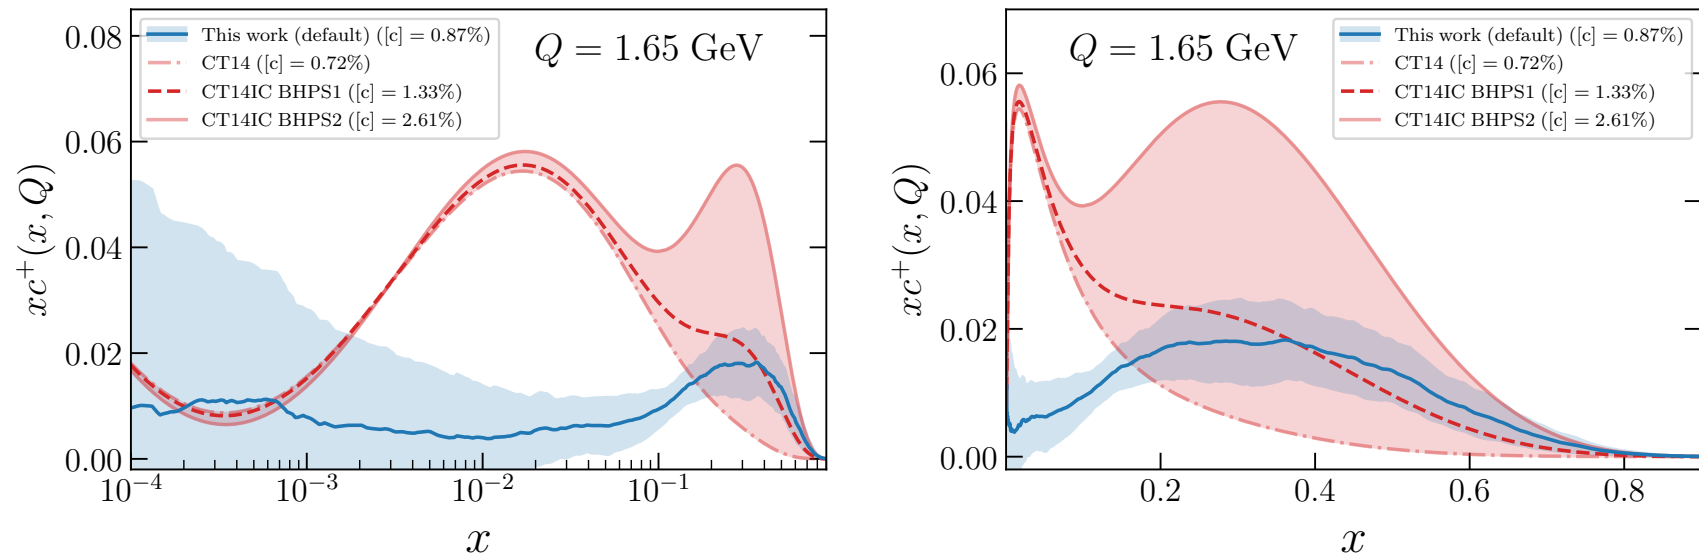 This work (default) ([c] = 0.87%)
CT14 ([c] = 0.72%)
CT14IC BHPS1 ([c] = 1.33%)
CT14IC BHPS2 ([c] = 2.61%)
Q = 1.65 GeV
xc⁺(x, Q)
0.08
0.06
0.04
0.02
0.00
10⁻⁴
10⁻³
10⁻²
10⁻¹
x
Q = 1.65 GeV
This work (default) ([c] = 0.87%)
CT14 ([c] = 0.72%)
CT14IC BHPS1 ([c] = 1.33%)
CT14IC BHPS2 ([c] = 2.61%)
xc⁺(x, Q)
0.06
0.04
0.02
0.00
0.2
0.4
0.6
0.8
x